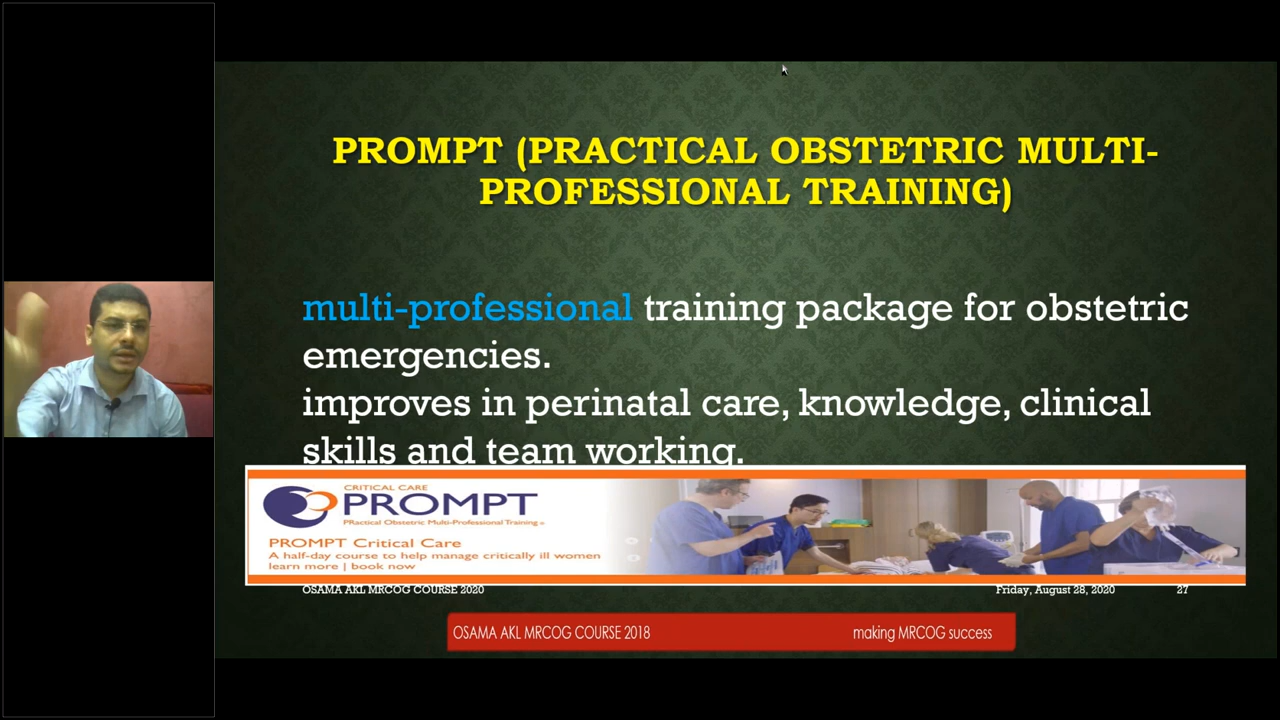 PROMPT (PRACTICAL OBSTETRIC MULTI-
PROFESSIONAL TRAINING)
multi-professional training package for obstetric
emergencies.
improves in perinatal care, knowledge, clinical
skills and team working.
CRITICAL CARE
PROMPT
PRactical Obstetric Multi-Professional Training
PROMPT Critical Care
A half-day course to help manage critically ill women
learn more | book now
OSAMA AKL MRCOG COURSE 2020 Friday, August 28, 2020 27
OSAMA AKL MRCOG COURSE 2018 making MRCOG success